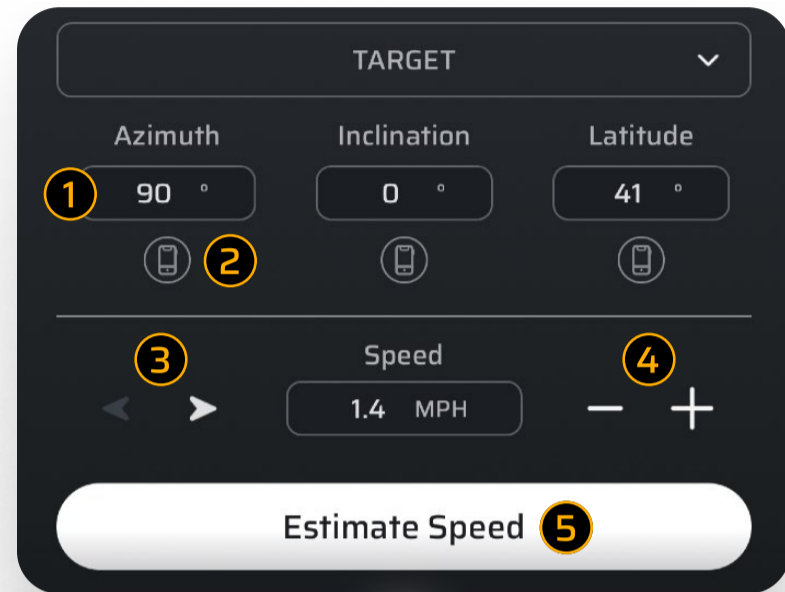 TARGET
Azimuth Inclination Latitude
1 90 ° 0 ° 41 °
2
3 Speed 4
1.4 MPH
Estimate Speed 5